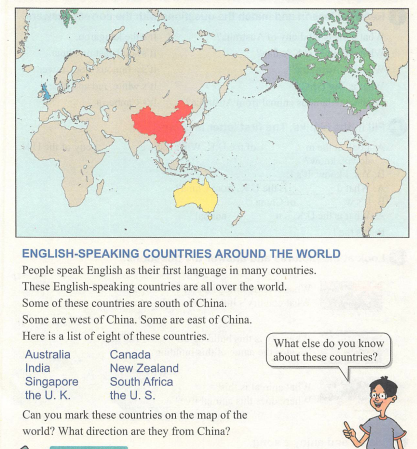 ENGLISH-SPEAKING COUNTRIES AROUND THE WORLD
People speak English as their first language in many countries.
These English-speaking countries are all over the world.
Some of these countries are south of China.
Some are west of China. Some are east of China.
Here is a list of eight of these countries.
Australia Canada
India New Zealand
Singapore South Africa
the U. K. the U. S.
What else do you know
about these countries?
Can you mark these countries on the map of the
world? What direction are they from China?